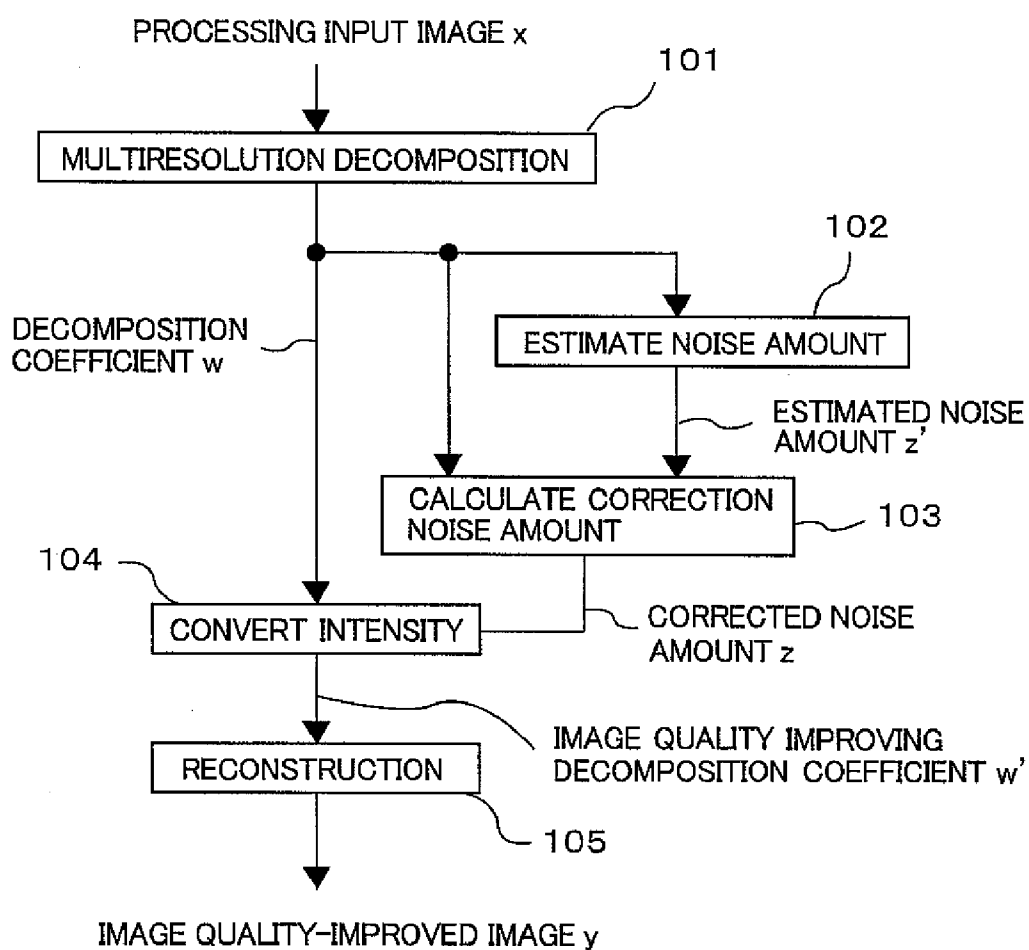 PROCESSING INPUT IMAGE x
101
MULTIRESOLUTION DECOMPOSITION
102
DECOMPOSITION
COEFFICIENT w
ESTIMATE NOISE AMOUNT
ESTIMATED NOISE
AMOUNT z'
CALCULATE CORRECTION
NOISE AMOUNT
103
104
CONVERT INTENSITY
CORRECTED NOISE
AMOUNT z
IMAGE QUALITY IMPROVING
DECOMPOSITION COEFFICIENT w'
RECONSTRUCTION
105
IMAGE QUALITY-IMPROVED IMAGE y